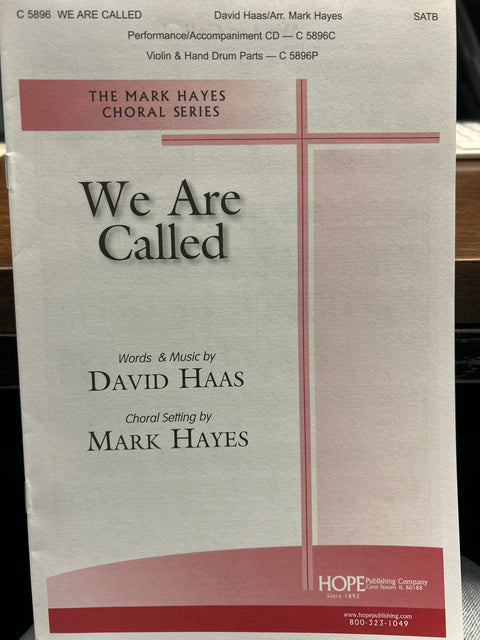 C 5896 WE ARE CALLED David Haas/Arr. Mark Hayes SATB
Performance/Accompaniment CD — C 5896C
Violin & Hand Drum Parts — C 5896P
THE MARK HAYES
CHORAL SERIES
We Are
Called
Words & Music by
DAVID HAAS
Choral Setting by
MARK HAYES
HOPE Publishing Company
Since 1892 Carol Stream IL 60188
www.hopepublishing.com
800-323-1049